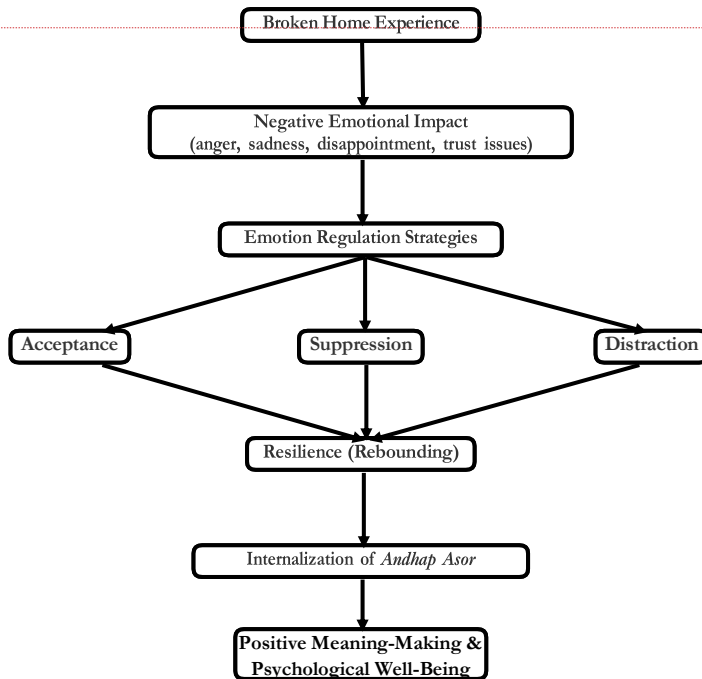 Broken Home Experience
Negative Emotional Impact
(anger, sadness, disappointment, trust issues)
Emotion Regulation Strategies
Acceptance
Suppression
Distraction
Resilience (Rebounding)
Internalization of Andhap Asor
Positive Meaning-Making &
Psychological Well-Being